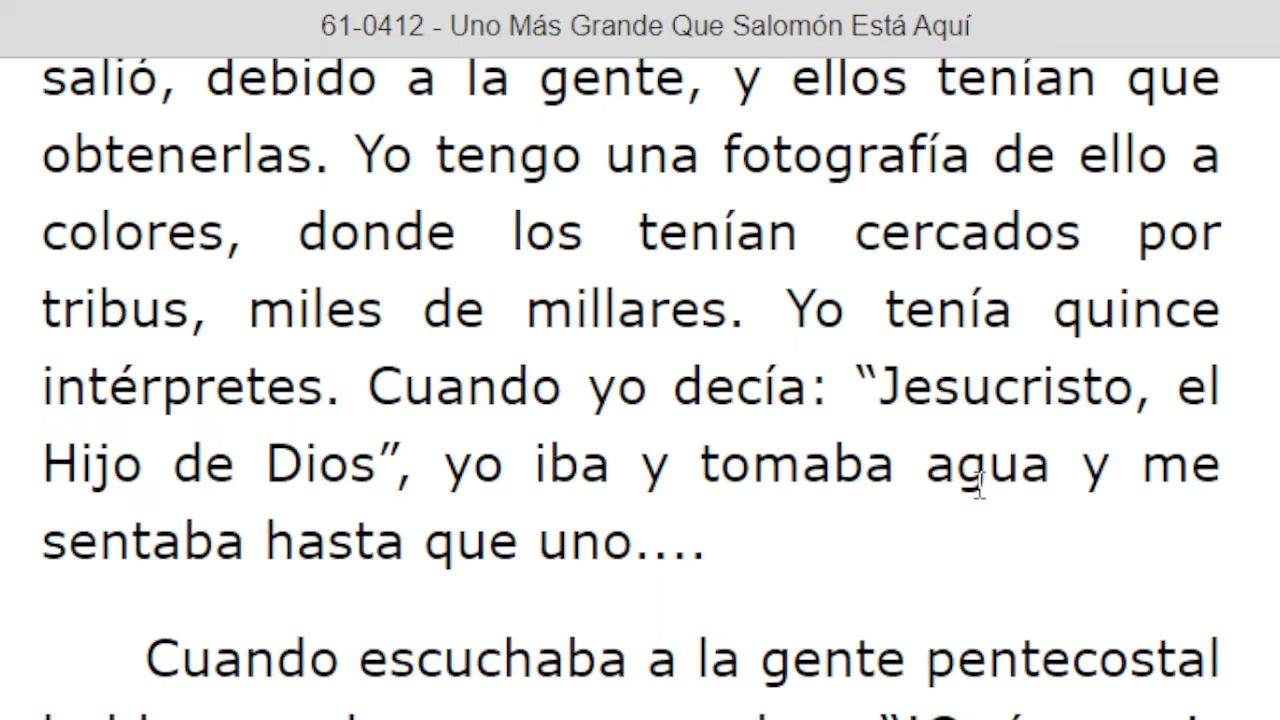 61-0412 - Uno Más Grande Que Salomón Está Aquí
salió, debido a la gente, y ellos tenían que
obtenerlas. Yo tengo una fotografía de ello a
colores, donde los tenían cercados por
tribus, miles de millares. Yo tenía quince
intérpretes. Cuando yo decía: “Jesucristo, el
Hijo de Dios”, yo iba y tomaba agua y me
sentaba hasta que uno....
Cuando escuchaba a la gente pentecostal